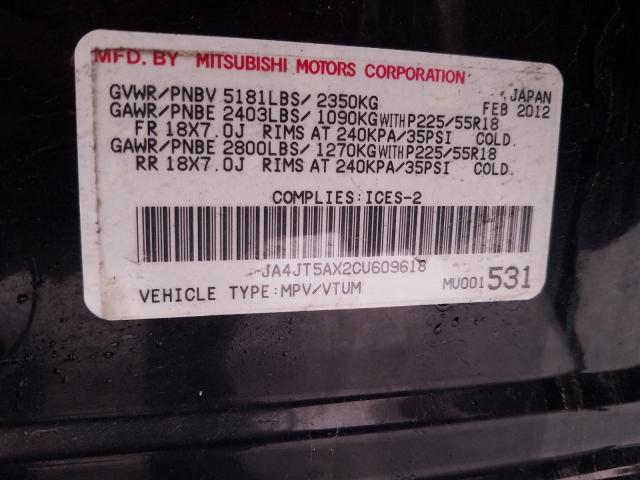 MFD. BY MITSUBISHI MOTORS CORPORATION
GVWR/PNBV 5181LBS/2350KG JAPAN
GAWR/PNBE 2403LBS/1090KG WITH P225/55R18 FEB 2012
FR 18X7.0J RIMS AT 240KPA/35PSI COLD.
GAWR/PNBE 2800LBS/1270KG WITH P225/55R18
RR 18X7.0J RIMS AT 240KPA/35PSI COLD.
COMPLIES:ICES-2
JA4JT5AX2CU609618
VEHICLE TYPE:MPV/VTUM MU001531